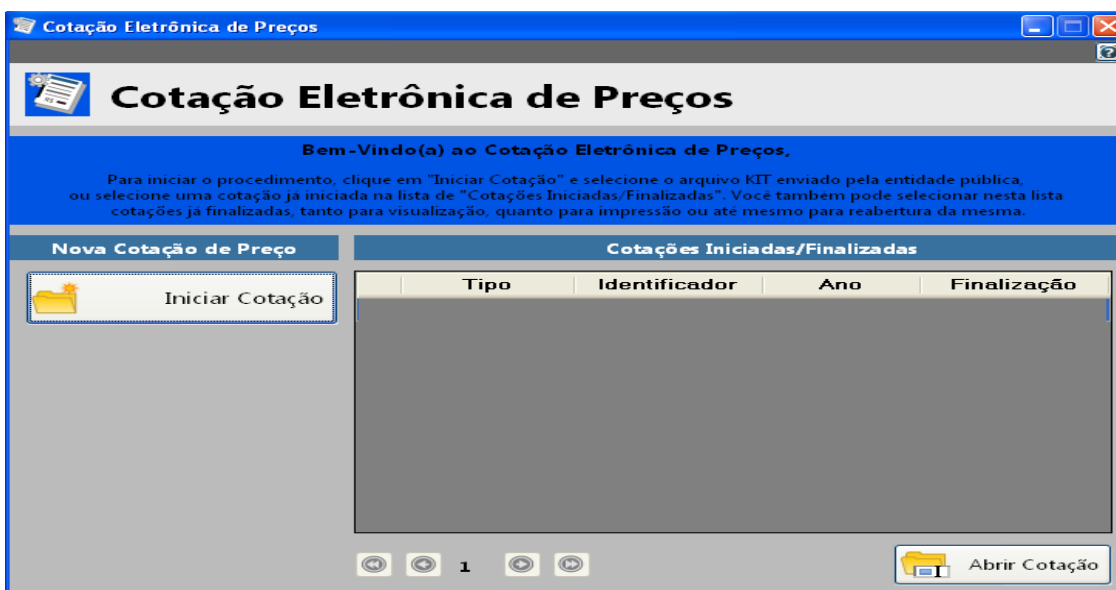 Cotação Eletrônica de Preços
Cotação Eletrônica de Preços
Bem-Vindo(a) ao Cotação Eletrônica de Preços,
Para iniciar o procedimento, clique em "Iniciar Cotação" e selecione o arquivo KIT enviado pela entidade pública,
ou selecione uma cotação já iniciada na lista de "Cotações Iniciadas/Finalizadas". Você também pode selecionar nesta lista
cotações já finalizadas, tanto para visualização, quanto para impressão ou até mesmo para reabertura da mesma.
Nova Cotação de Preço
Cotações Iniciadas/Finalizadas
Iniciar Cotação
Tipo Identificador Ano Finalização
1
Abrir Cotação